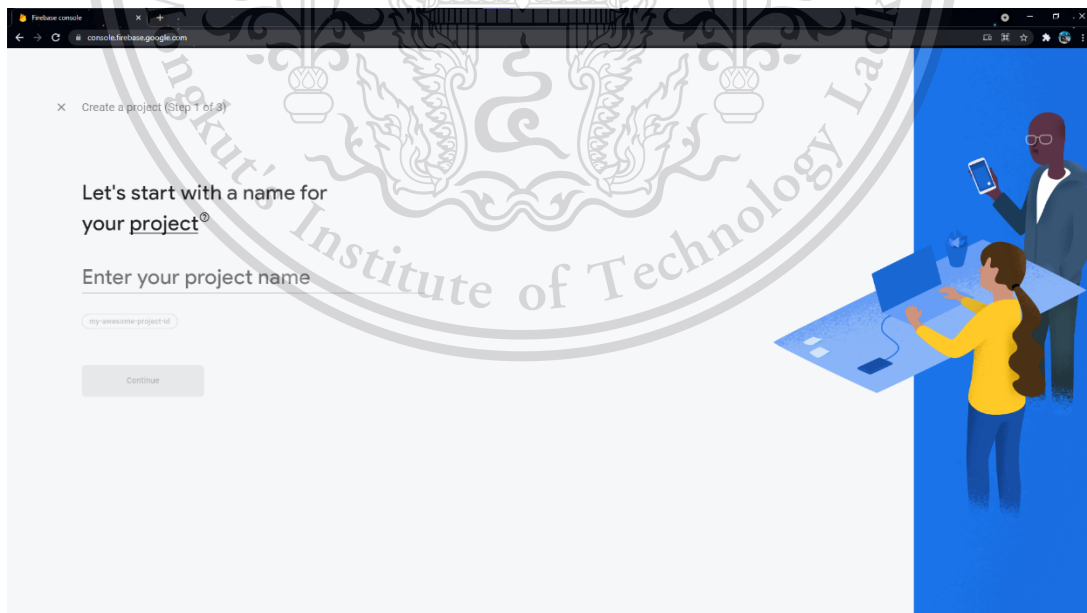 Firebase console
console.firebase.google.com
Create a project (Step 1 of 3)
Let's start with a name for
your project
Enter your project name
my-awesome-project-id
Continue
Institute of Technology